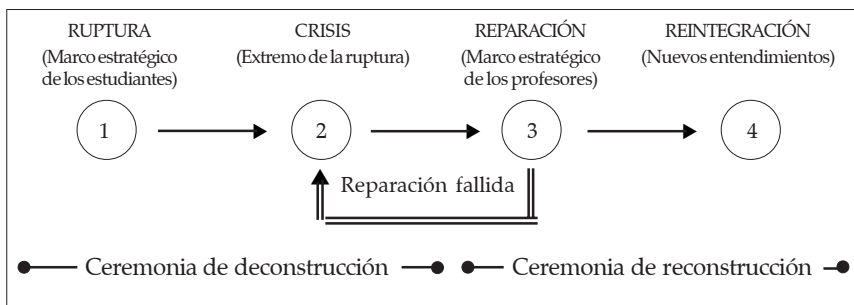 RUPTURA
(Marco estratégico
de los estudiantes)
CRISIS
(Extremo de la ruptura)
REPARACIÓN
(Marco estratégico
de los profesores)
REINTEGRACIÓN
(Nuevos entendimientos)
1
2
3
4
Reparación fallida
Ceremonia de deconstrucción
Ceremonia de reconstrucción